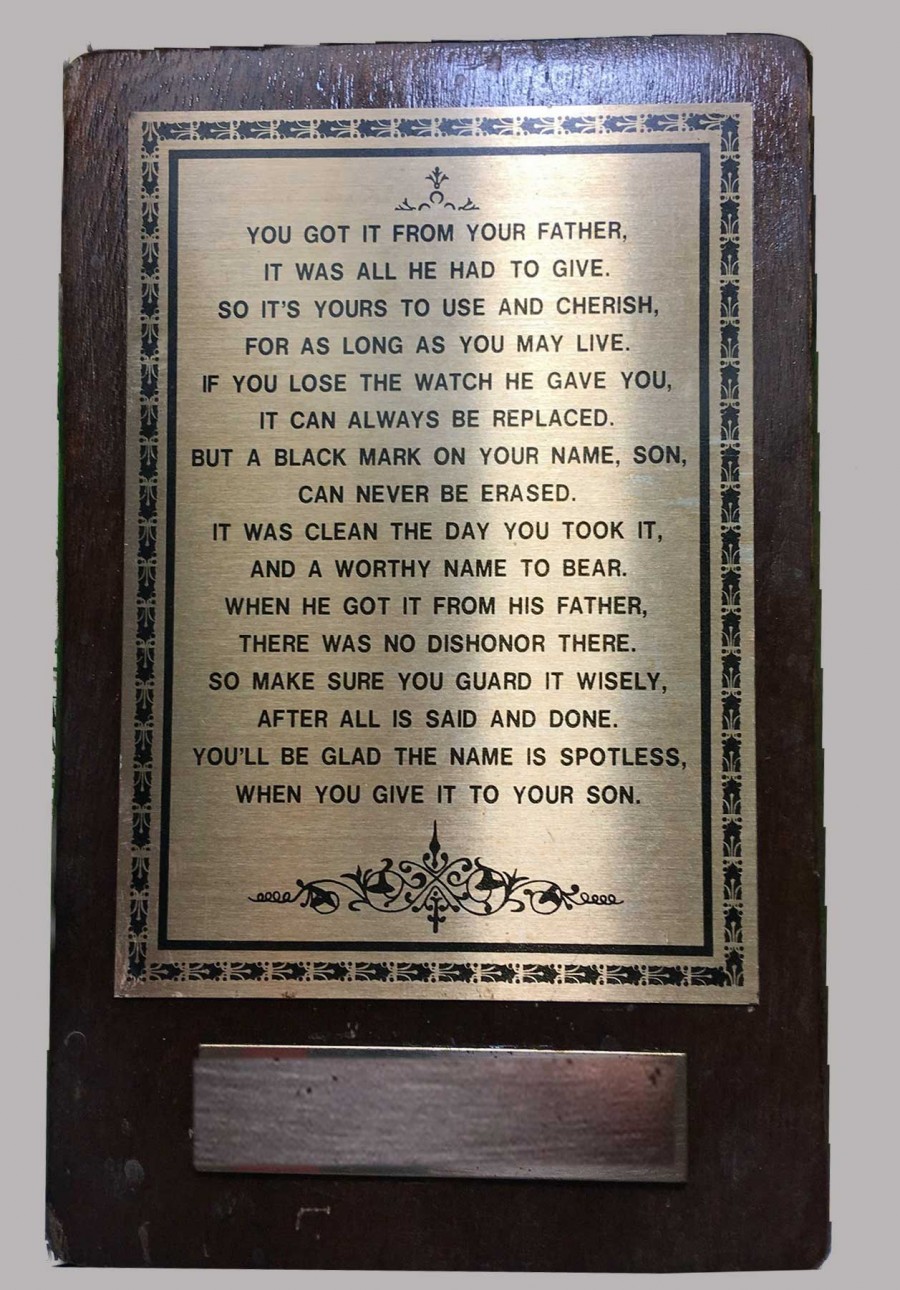 YOU GOT IT FROM YOUR FATHER,
IT WAS ALL HE HAD TO GIVE.
SO IT'S YOURS TO USE AND CHERISH,
FOR AS LONG AS YOU MAY LIVE.
IF YOU LOSE THE WATCH HE GAVE YOU,
IT CAN ALWAYS BE REPLACED.
BUT A BLACK MARK ON YOUR NAME, SON,
CAN NEVER BE ERASED.
IT WAS CLEAN THE DAY YOU TOOK IT,
AND A WORTHY NAME TO BEAR.
WHEN HE GOT IT FROM HIS FATHER,
THERE WAS NO DISHONOR THERE.
SO MAKE SURE YOU GUARD IT WISELY,
AFTER ALL IS SAID AND DONE.
YOU'LL BE GLAD THE NAME IS SPOTLESS,
WHEN YOU GIVE IT TO YOUR SON.